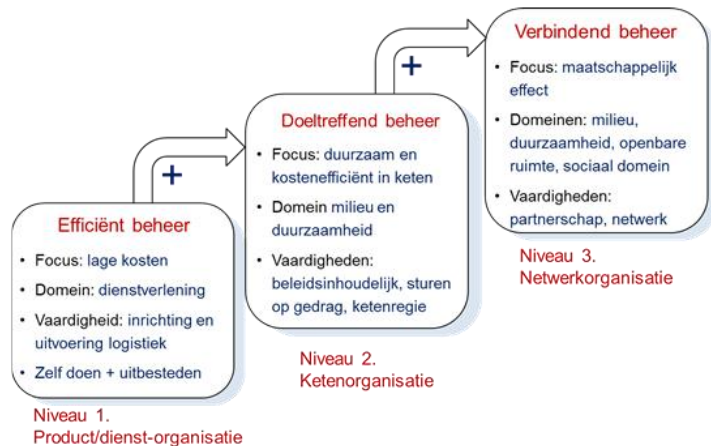 Efficiënt beheer
• Focus: lage kosten
• Domein: dienstverlening
• Vaardigheid: inrichting en
uitvoering logistiek
• Zelf doen + uitbesteden
Niveau 1.
Product/dienst-organisatie
+
Doeltreffend beheer
• Focus: duurzaam en
kostenefficiënt in keten
• Domein milieu en
duurzaamheid
• Vaardigheden:
beleidsinhoudelijk, sturen
op gedrag, ketenregie
Niveau 2.
Ketenorganisatie
+
Verbindend beheer
• Focus: maatschappelijk
effect
• Domeinen: milieu,
duurzaamheid, openbare
ruimte, sociaal domein
• Vaardigheden:
partnerschap, netwerk
Niveau 3.
Netwerkorganisatie